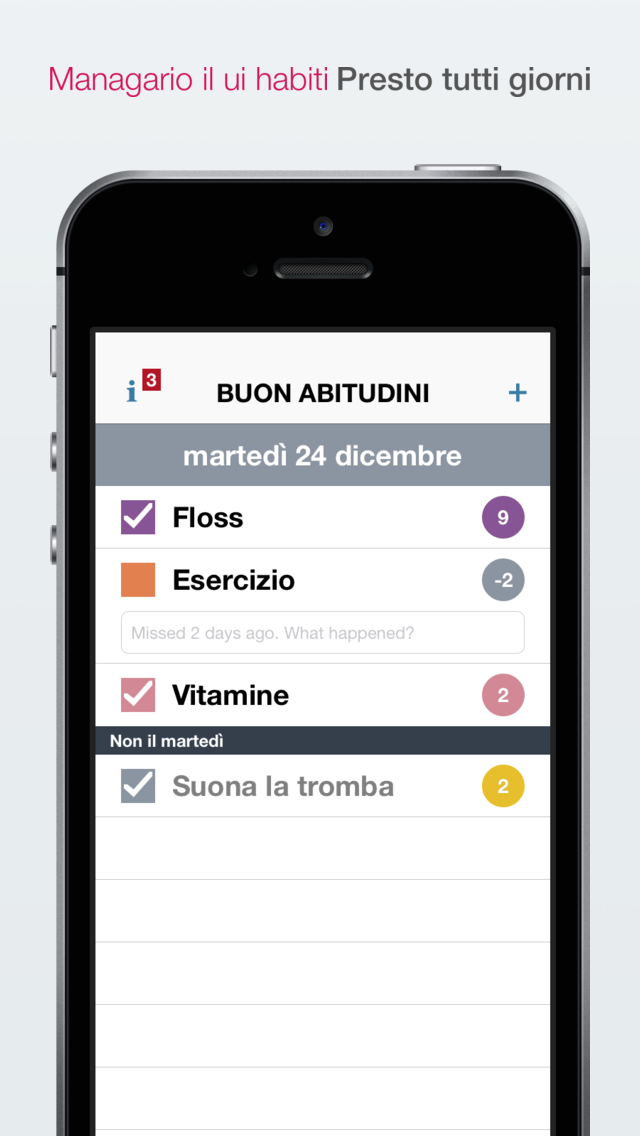 Managario il ui habiti Presto tutti giorni
i 3 BUON ABITUDINI +
martedì 24 dicembre
Floss 9
Esercizio -2
Missed 2 days ago. What happened?
Vitamine 2
Non il martedì
Suona la tromba 2